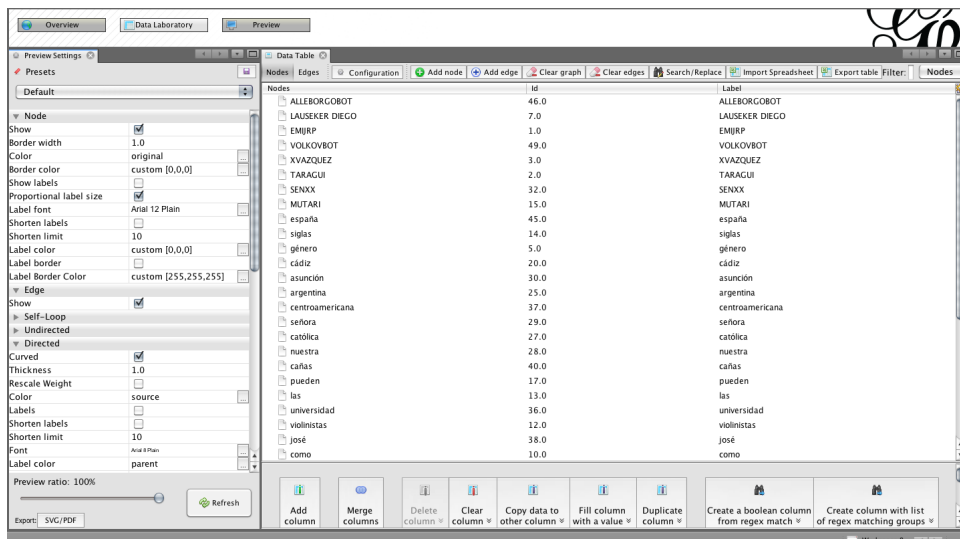 Overview Data Laboratory Preview
Preview Settings
Presets
Default
Node
Show
Border width 1.0
Color original ...
Border color custom [0,0,0] ...
Show labels
Proportional label size
Label font Arial 12 Plain ...
Shorten labels
Shorten limit 10
Label color custom [0,0,0] ...
Label border
Label Border Color custom [255,255,255] ...
Edge
Show
Self-Loop
Undirected
Directed
Curved
Thickness 1.0
Rescale Weight
Color source ...
Labels
Shorten labels
Shorten limit 10
Font Arial 8 Plain ...
Label color parent ...
Preview ratio: 100%
Refresh
Export: SVG/PDF
Data Table
Nodes Edges Configuration Add node Add edge Clear graph Clear edges Search/Replace Import Spreadsheet Export table Filter: Nodes
Nodes Id Label
ALLEBORGOBOT 46.0 ALLEBORGOBOT
LAUSEKER DIEGO 7.0 LAUSEKER DIEGO
EMIJRP 1.0 EMIJRP
VOLKOVBOT 49.0 VOLKOVBOT
XVAZQUEZ 3.0 XVAZQUEZ
TARAGUI 2.0 TARAGUI
SENXX 32.0 SENXX
MUTARI 15.0 MUTARI
españa 45.0 españa
siglas 14.0 siglas
género 5.0 género
cádiz 20.0 cádiz
asunción 30.0 asunción
argentina 25.0 argentina
centroamericana 37.0 centroamericana
señora 29.0 señora
católica 27.0 católica
nuestra 28.0 nuestra
cañas 40.0 cañas
pueden 17.0 pueden
las 13.0 las
universidad 36.0 universidad
violinistas 12.0 violinistas
josé 38.0 josé
como 10.0 como
Add column
Merge columns
Delete column
Clear column
Copy data to other column
Fill column with a value
Duplicate column
Create a boolean column from regex match
Create column with list of regex matching groups